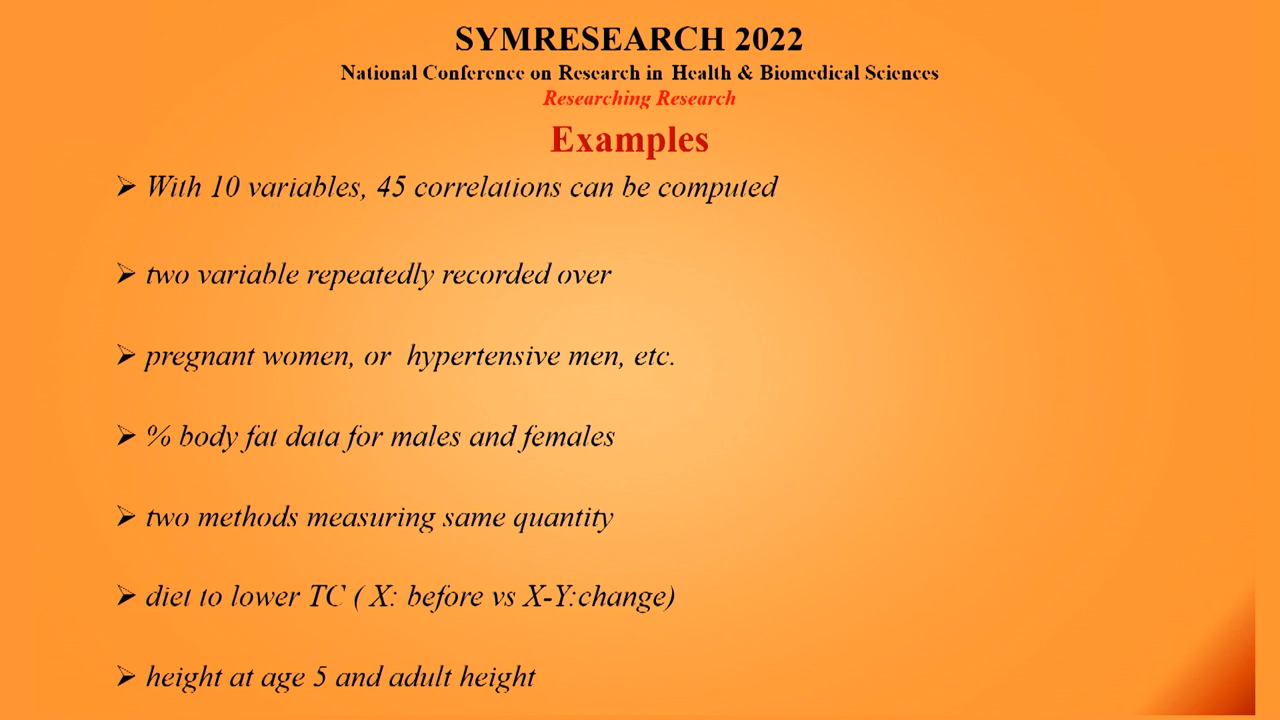 SYMRESEARCH 2022
National Conference on Research in Health & Biomedical Sciences
Researching Research
Examples
➢ With 10 variables, 45 correlations can be computed
➢ two variable repeatedly recorded over
➢ pregnant women, or hypertensive men, etc.
➢ % body fat data for males and females
➢ two methods measuring same quantity
➢ diet to lower TC ( X: before vs X-Y:change)
➢ height at age 5 and adult height